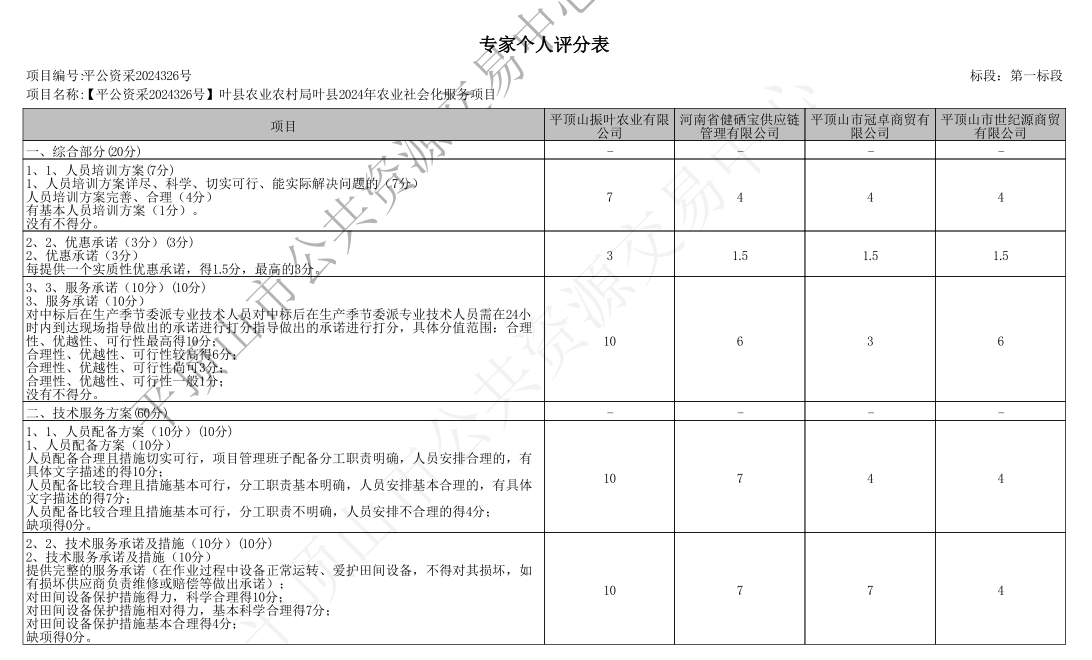 专家个人评分表
项目编号:平公资采2024326号
标段：第一标段
项目名称:【平公资采2024326号】叶县农业农村局叶县2024年农业社会化服务项目
项目
平顶山振叶农业有限
公司
河南省健硒宝供应链
管理有限公司
平顶山市冠卓商贸有
限公司
平顶山市世纪源商贸
有限公司
一、综合部分(20分)
-
-
-
1、1、人员培训方案(7分)
1、人员培训方案详尽、科学、切实可行、能实际解决问题的（7分）
人员培训方案完善、合理（4分）
有基本人员培训方案（1分）。
没有不得分。
7
4
4
4
2、2、优惠承诺（3分）(3分)
2、优惠承诺（3分）
每提供一个实质性优惠承诺，得1.5分，最高的3分。
3
1.5
1.5
1.5
3、3、服务承诺（10分）(10分)
3、服务承诺（10分）
对中标后在生产季节委派专业技术人员对中标后在生产季节委派专业技术人员需在24小
时内到达现场指导做出的承诺进行打分指导做出的承诺进行打分，具体分值范围：合理
性、优越性、可行性最高得10分；
合理性、优越性、可行性较高得6分；
合理性、优越性、可行性尚可3分；
合理性、优越性、可行性一般1分；
没有不得分。
10
6
3
6
二、技术服务方案(60分)
-
-
-
-
1、1、人员配备方案（10分）(10分)
1、人员配备方案（10分）
人员配备合理且措施切实可行，项目管理班子配备分工职责明确，人员安排合理的，有
具体文字描述的得10分；
人员配备比较合理且措施基本可行，分工职责基本明确，人员安排基本合理的，有具体
文字描述的得7分；
人员配备比较合理且措施基本可行，分工职责不明确，人员安排不合理的得4分；
缺项得0分。
10
7
4
4
2、2、技术服务承诺及措施（10分）(10分)
2、技术服务承诺及措施（10分）
提供完整的服务承诺（在作业过程中设备正常运转、爱护田间设备，不得对其损坏，如
有损坏供应商负责维修或赔偿等做出承诺）；
对田间设备保护措施得力，科学合理得10分；
对田间设备保护措施相对得力，基本科学合理得7分；
对田间设备保护措施基本合理得4分；
缺项得0分。
10
7
7
4
平顶山市公共资源交易中心
平顶山市公共资源交易中心